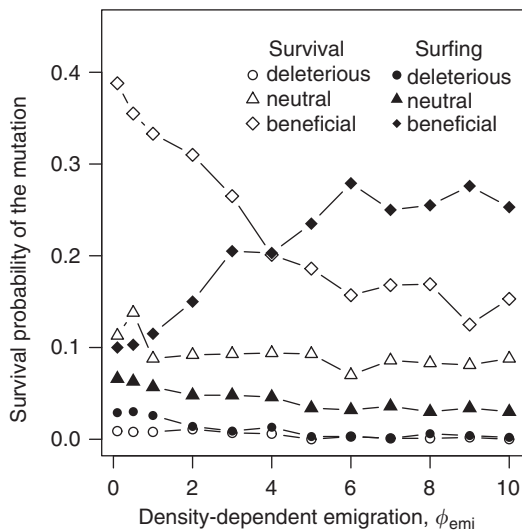 Survival Surfing
deleterious deleterious
neutral neutral
beneficial beneficial
Survival probability of the mutation
0.4
0.3
0.2
0.1
0.0
0 2 4 6 8 10
Density-dependent emigration, ϕemi